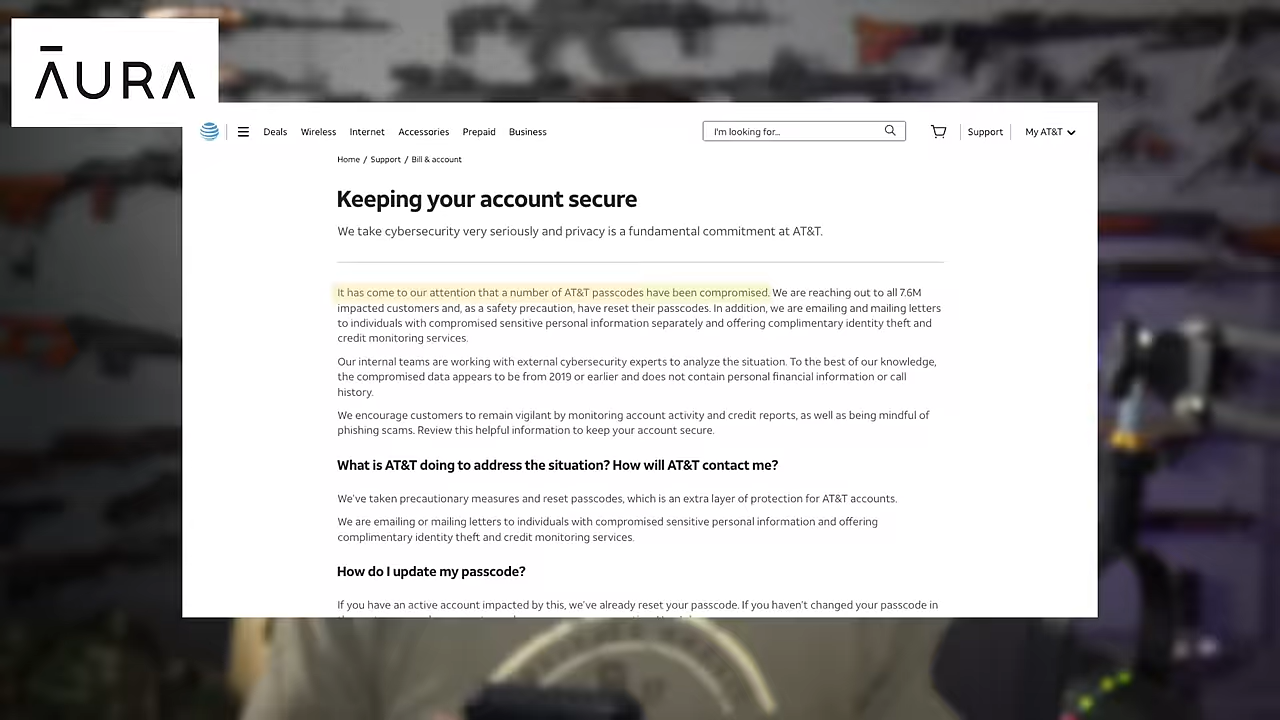 ĀURA
Deals Wireless Internet Accessories Prepaid Business I'm looking for... Support My AT&T
Home / Support / Bill & account
Keeping your account secure
We take cybersecurity very seriously and privacy is a fundamental commitment at AT&T.
It has come to our attention that a number of AT&T passcodes have been compromised. We are reaching out to all 7.6M
impacted customers and, as a safety precaution, have reset their passcodes. In addition, we are emailing and mailing letters
to individuals with compromised sensitive personal information separately and offering complimentary identity theft and
credit monitoring services.
Our internal teams are working with external cybersecurity experts to analyze the situation. To the best of our knowledge,
the compromised data appears to be from 2019 or earlier and does not contain personal financial information or call
history.
We encourage customers to remain vigilant by monitoring account activity and credit reports, as well as being mindful of
phishing scams. Review this helpful information to keep your account secure.
What is AT&T doing to address the situation? How will AT&T contact me?
We've taken precautionary measures and reset passcodes, which is an extra layer of protection for AT&T accounts.
We are emailing or mailing letters to individuals with compromised sensitive personal information and offering
complimentary identity theft and credit monitoring services.
How do I update my passcode?
If you have an active account impacted by this, we've already reset your passcode. If you haven't changed your passcode in